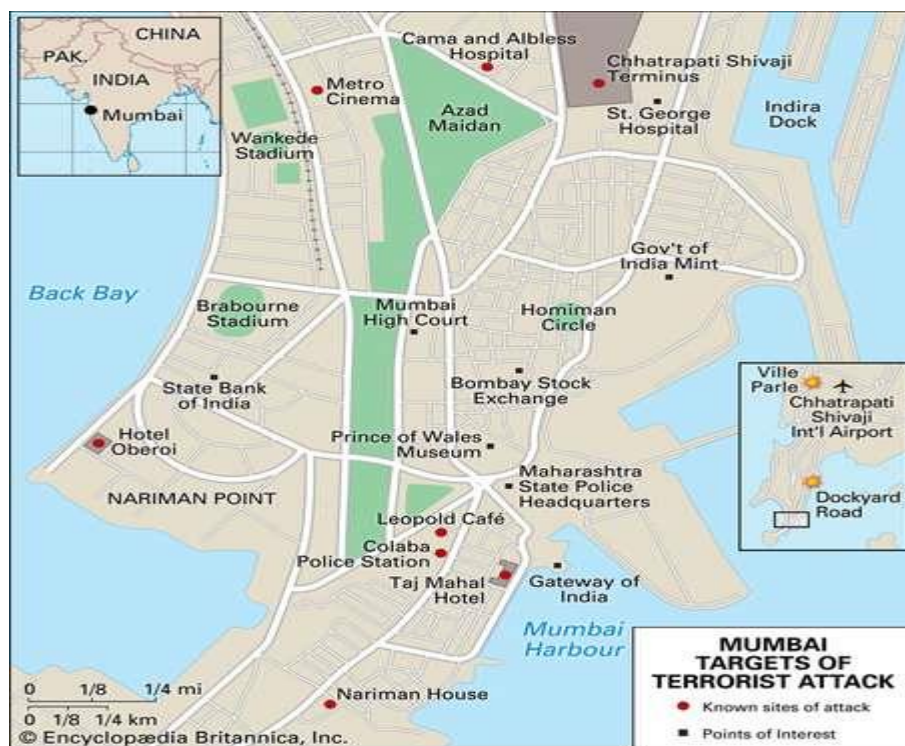 CHINA
PAK.
INDIA
Mumbai
Cama and Albless
Hospital
Chhatrapati Shivaji
Terminus
Metro
Cinema
Azad
Maidan
St. George
Hospital
Indira
Dock
Wankede
Stadium
Gov't of
India Mint
Back Bay
Brabourne
Stadium
Mumbai
High Court
Homiman
Circle
State Bank
of India
Bombay Stock
Exchange
Ville
Parle
Chhatrapati
Shivaji
Int'l Airport
Hotel
Oberoi
Prince of Wales
Museum
NARIMAN POINT
Maharashtra
State Police
Headquarters
Dockyard
Road
Leopold Café
Colaba
Police Station
Taj Mahal
Hotel
Gateway of
India
Mumbai
Harbour
MUMBAI
TARGETS OF
TERRORIST ATTACK
Known sites of attack
Points of Interest
Nariman House
0 1/8 1/4 mi
0 1/8 1/4 km
© Encyclopædia Britannica, Inc.